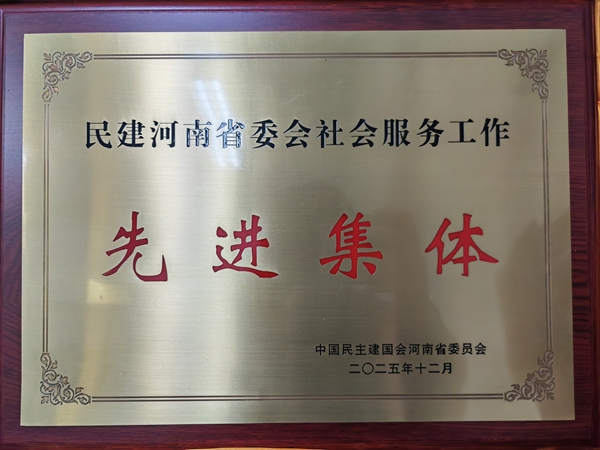 民建河南省委会社会服务工作
先进集体
中国民主建国会河南省委员会
二〇二五年十二月